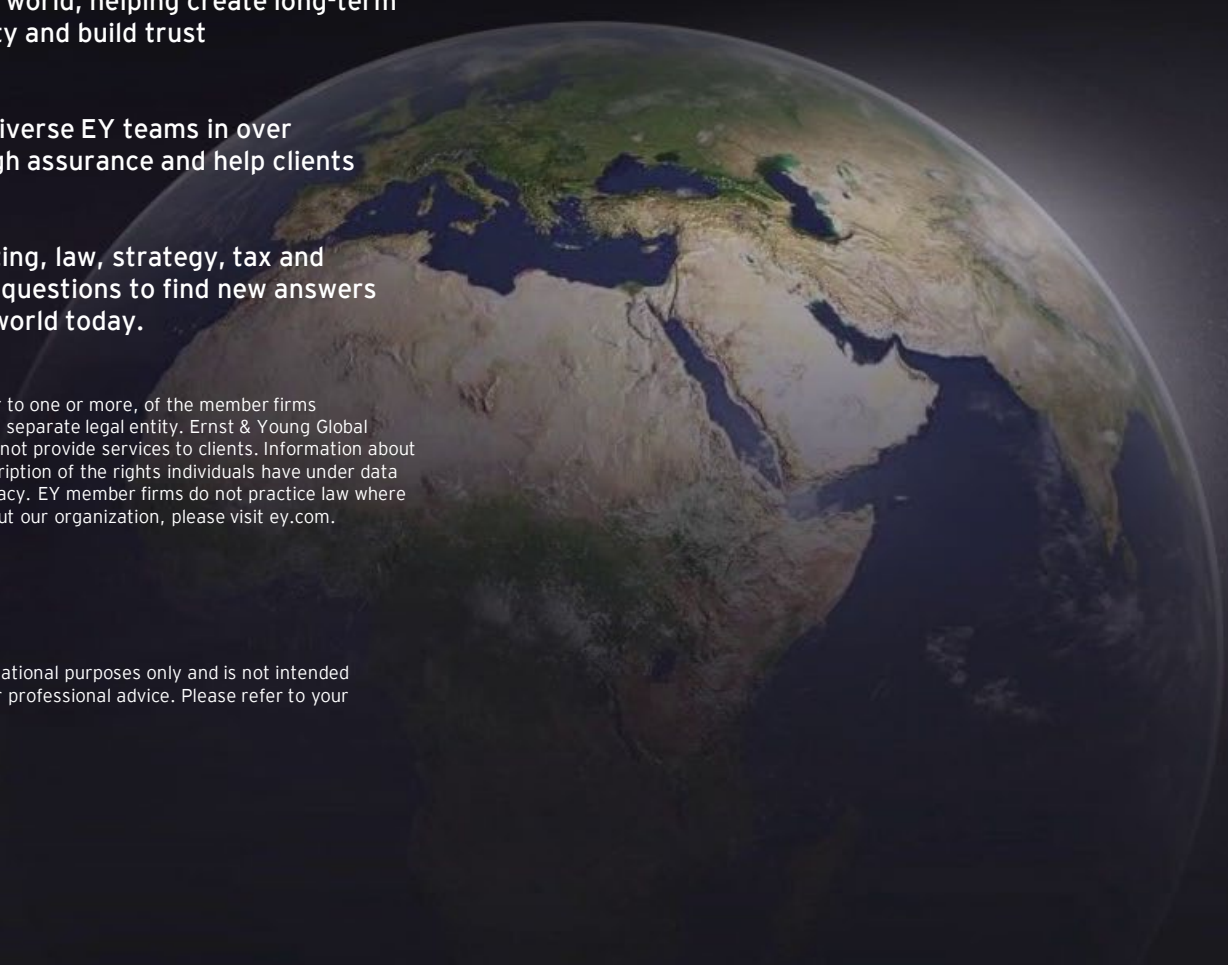 world, helping create long-term
ty and build trust
iverse EY teams in over
gh assurance and help clients
ing, law, strategy, tax and
questions to find new answers
world today.
r to one or more, of the member firms
separate legal entity. Ernst & Young Global
not provide services to clients. Information about
ription of the rights individuals have under data
acy. EY member firms do not practice law where
ut our organization, please visit ey.com.
ational purposes only and is not intended
r professional advice. Please refer to your